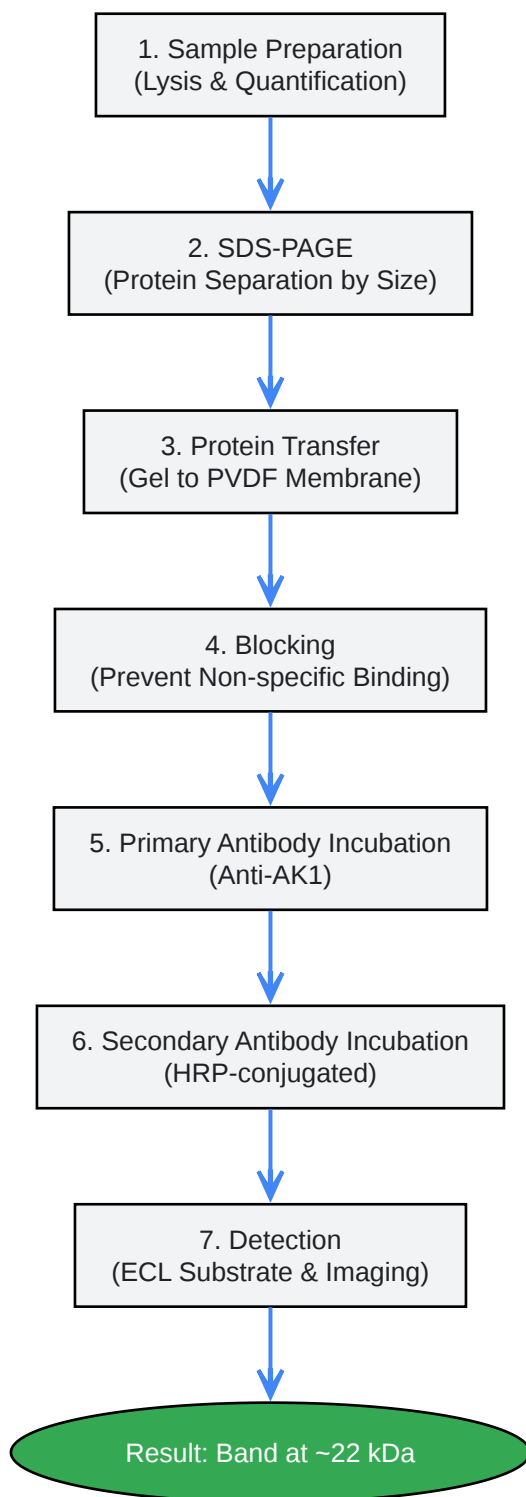 1. Sample Preparation
(Lysis & Quantification)
2. SDS-PAGE
(Protein Separation by Size)
3. Protein Transfer
(Gel to PVDF Membrane)
4. Blocking
(Prevent Non-specific Binding)
5. Primary Antibody Incubation
(Anti-AK1)
6. Secondary Antibody Incubation
(HRP-conjugated)
7. Detection
(ECL Substrate & Imaging)
Result: Band at ~22 kDa